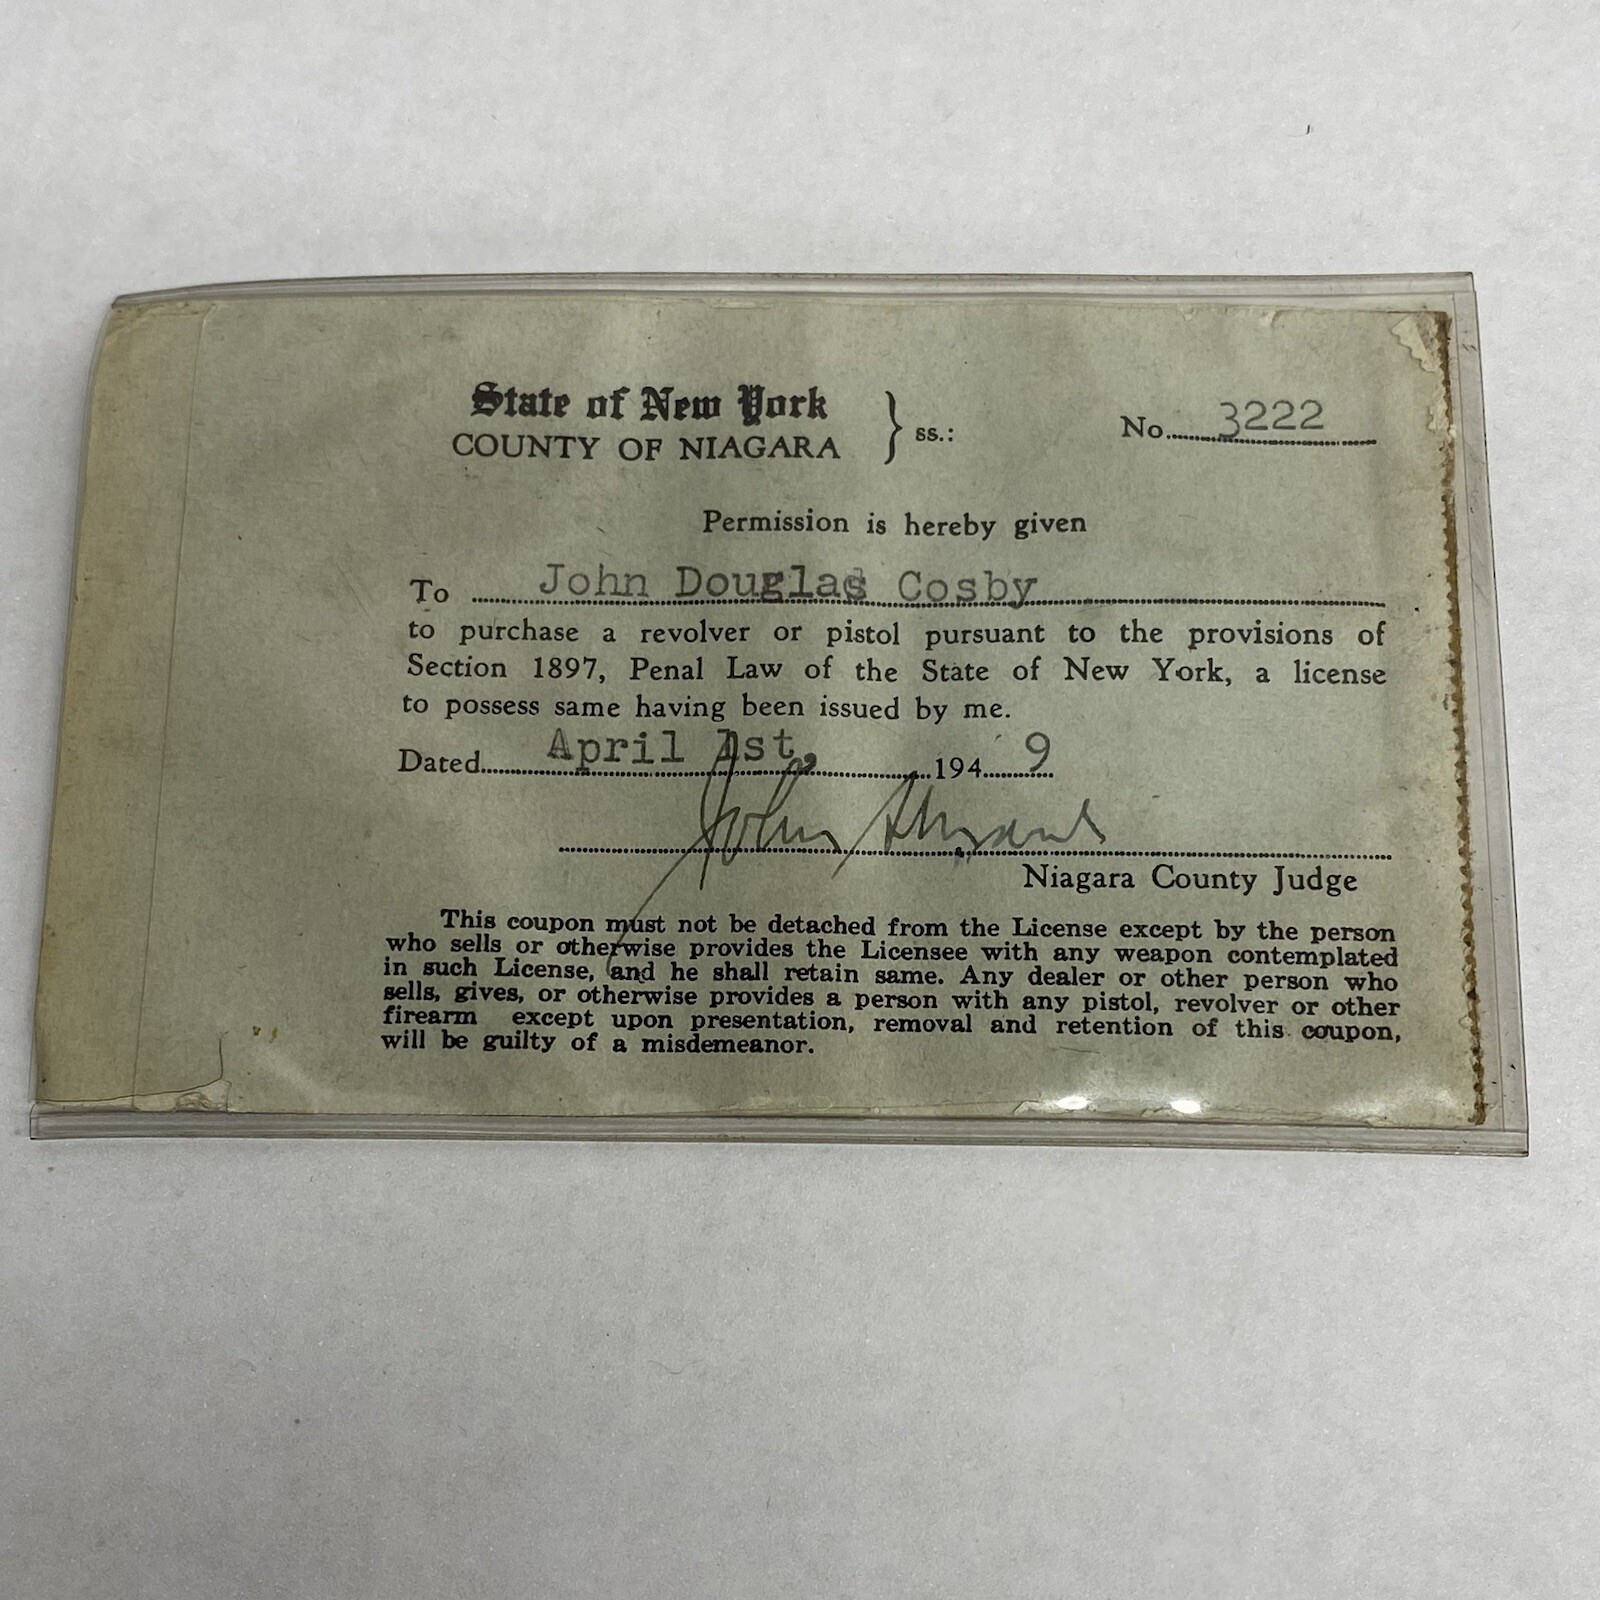 State of New York
COUNTY OF NIAGARA } ss.:
No. 3222
Permission is hereby given
To John Douglas Cosby
to purchase a revolver or pistol pursuant to the provisions of
Section 1897, Penal Law of the State of New York, a license
to possess same having been issued by me.
Dated April 1st, 1949
John
Niagara County Judge
This coupon must not be detached from the License except by the person
who sells or otherwise provides the Licensee with any weapon contemplated
in such License, and he shall retain same. Any dealer or other person who
sells, gives, or otherwise provides a person with any pistol, revolver or other
firearm except upon presentation, removal and retention of this coupon,
will be guilty of a misdemeanor.